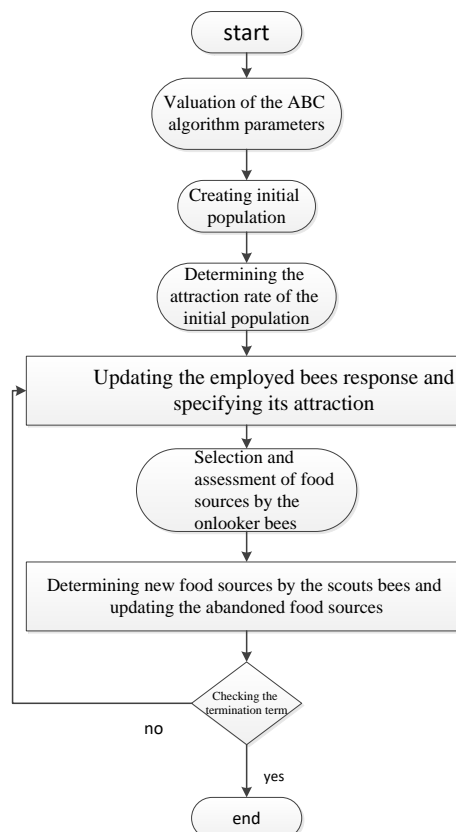 start
Valuation of the ABC
algorithm parameters
Creating initial
population
Determining the
attraction rate of the
initial population
Updating the employed bees response and
specifying its attraction
Selection and
assessment of food
sources by the
onlooker bees
Determining new food sources by the scouts bees and
updating the abandoned food sources
Checking the
termination term
no
yes
end